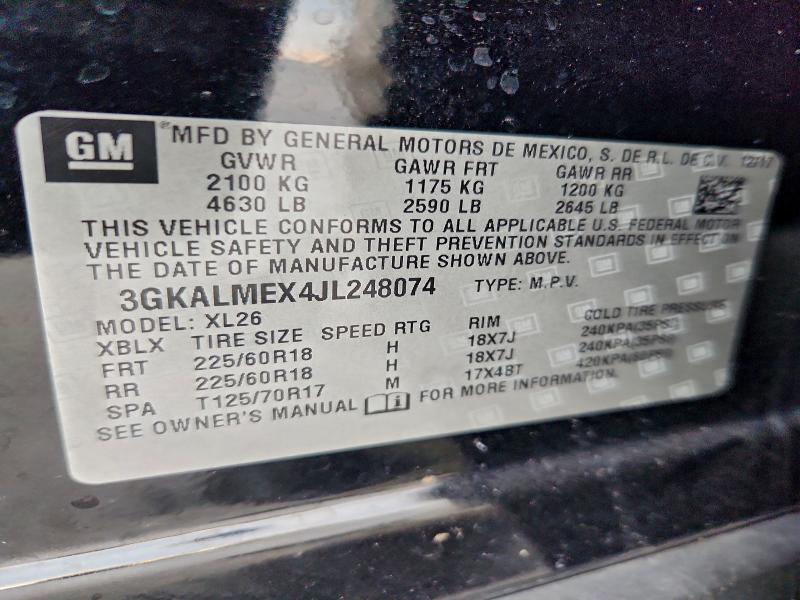 GM
MFD BY GENERAL MOTORS DE MEXICO, S. DE R.L. DE C.V. 12/17
GVWR GAWR FRT GAWR RR
2100 KG 1175 KG 1200 KG
4630 LB 2590 LB 2645 LB
THIS VEHICLE CONFORMS TO ALL APPLICABLE U.S. FEDERAL MOTOR
VEHICLE SAFETY AND THEFT PREVENTION STANDARDS IN EFFECT ON
THE DATE OF MANUFACTURE SHOWN ABOVE.
3GKALMEX4JL248074 TYPE: M.P.V.
MODEL: XL26
XBLX TIRE SIZE SPEED RTG RIM COLD TIRE PRESSURE
FRT 225/60R18 H 18X7J 240KPA(35PSI)
RR 225/60R18 H 18X7J 240KPA(35PSI)
SPA T125/70R17 M 17X4BT 420KPA(60PSI)
SEE OWNER'S MANUAL FOR MORE INFORMATION.